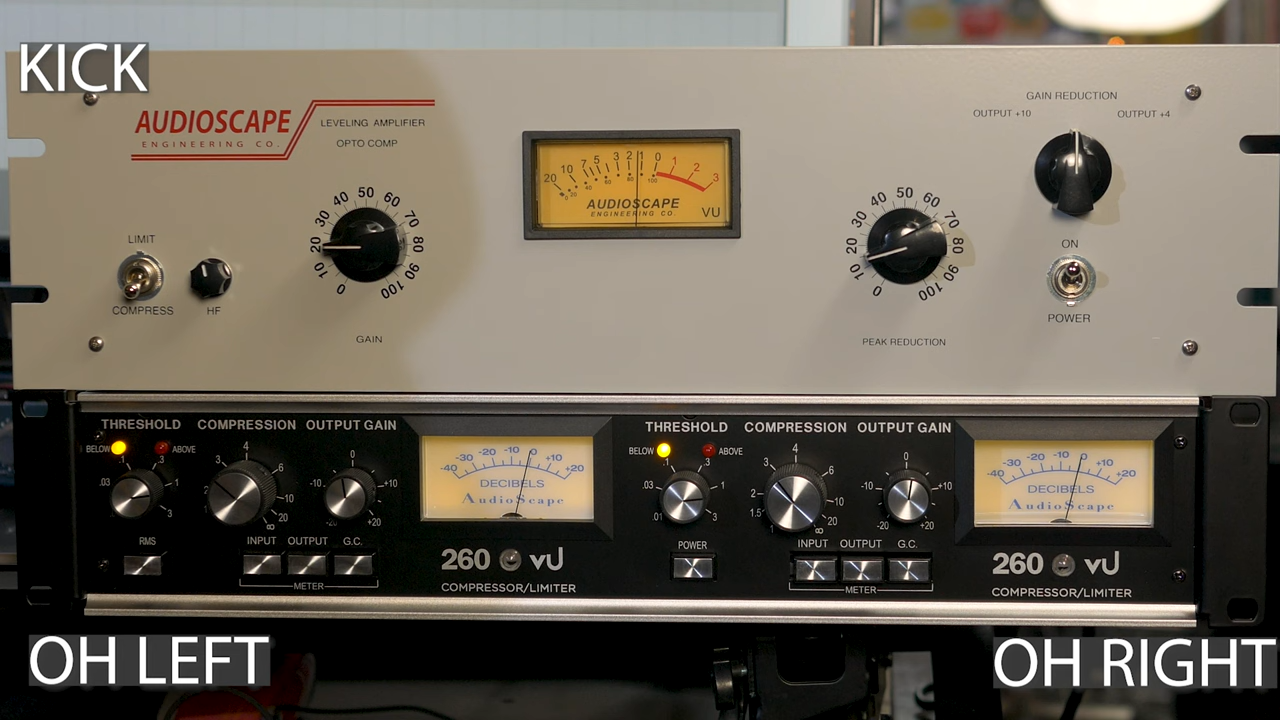 KICK
AUDIOSCAPE
ENGINEERING CO.
LEVELING AMPLIFIER
OPTO COMP
GAIN REDUCTION
OUTPUT +10 OUTPUT +4
20 10 7 5 3 2 1 0 1 2 3
AUDIOSCAPE
ENGINEERING CO.
VU
0 10 20 30 40 50 60 70 80 90 100
0 10 20 30 40 50 60 70 80 90 100
LIMIT
COMPRESS
HF
GAIN
PEAK REDUCTION
ON
POWER
THRESHOLD COMPRESSION OUTPUT GAIN
BELOW ABOVE
.03 .1 .3 1 3
2 4 6 10 20 ∞
-10 0 +10 +20
-40 -30 -20 -10 0 +10 +20
DECIBELS
AudioScape
RMS
INPUT OUTPUT G.C.
METER
260 VU
COMPRESSOR/LIMITER
THRESHOLD COMPRESSION OUTPUT GAIN
BELOW ABOVE
.01 .03 .1 .3 1 3
1.5 2 4 6 10 20 ∞
-20 -10 0 +10 +20
-40 -30 -20 -10 0 +10 +20
DECIBELS
AudioScape
POWER
INPUT OUTPUT G.C.
METER
260 VU
COMPRESSOR/LIMITER
OH LEFT
OH RIGHT